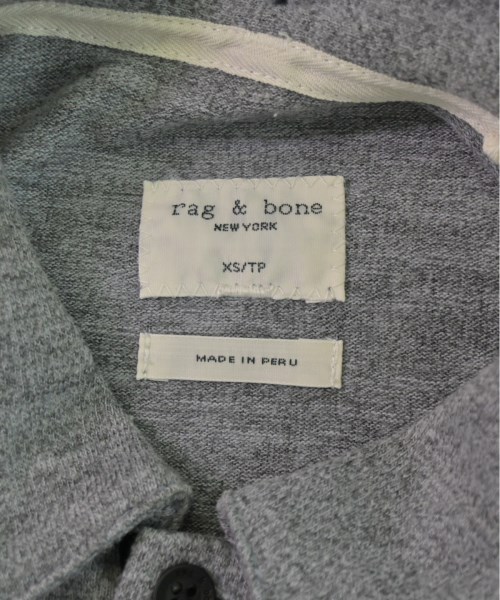 rag & bone
NEW YORK
XS/TP
MADE IN PERU